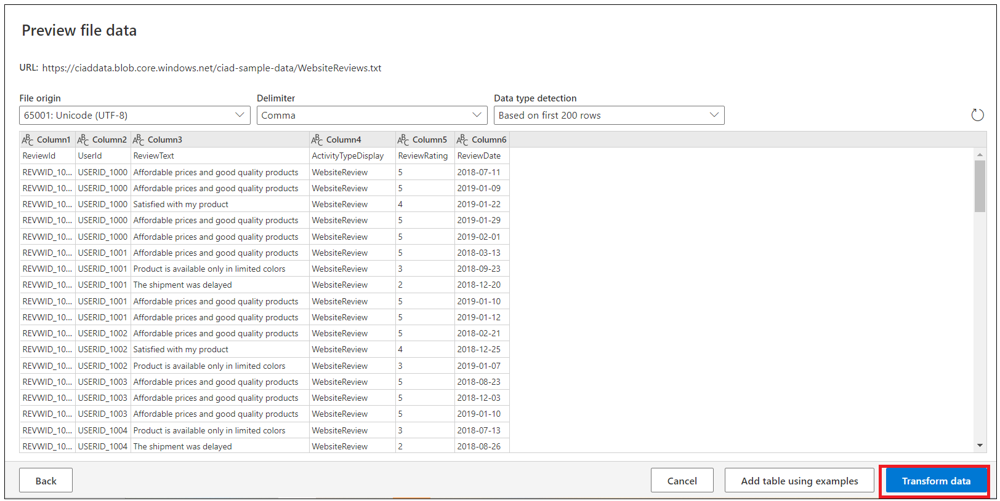 Preview file data
URL: https://ciaddata.blob.core.windows.net/ciad-sample-data/WebsiteReviews.txt
File origin Delimiter Data type detection
65001: Unicode (UTF-8) Comma Based on first 200 rows
ABC Column1 ABC Column2 ABC Column3 ABC Column4 ABC Column5 ABC Column6
ReviewId UserId ReviewText ActivityTypeDisplay ReviewRating ReviewDate
REVWID_10... USERID_1000 Affordable prices and good quality products WebsiteReview 5 2018-07-11
REVWID_10... USERID_1000 Affordable prices and good quality products WebsiteReview 5 2019-01-09
REVWID_10... USERID_1000 Satisfied with my product WebsiteReview 4 2019-01-22
REVWID_10... USERID_1000 Affordable prices and good quality products WebsiteReview 5 2019-01-29
REVWID_10... USERID_1000 Affordable prices and good quality products WebsiteReview 5 2019-02-01
REVWID_10... USERID_1001 Affordable prices and good quality products WebsiteReview 5 2018-03-13
REVWID_10... USERID_1001 Product is available only in limited colors WebsiteReview 3 2018-09-23
REVWID_10... USERID_1001 The shipment was delayed WebsiteReview 2 2018-12-20
REVWID_10... USERID_1001 Affordable prices and good quality products WebsiteReview 5 2019-01-10
REVWID_10... USERID_1001 Affordable prices and good quality products WebsiteReview 5 2019-01-12
REVWID_10... USERID_1002 Affordable prices and good quality products WebsiteReview 5 2018-02-21
REVWID_10... USERID_1002 Satisfied with my product WebsiteReview 4 2018-12-25
REVWID_10... USERID_1002 Product is available only in limited colors WebsiteReview 3 2019-01-07
REVWID_10... USERID_1003 Affordable prices and good quality products WebsiteReview 5 2018-08-23
REVWID_10... USERID_1003 Affordable prices and good quality products WebsiteReview 5 2018-12-03
REVWID_10... USERID_1003 Affordable prices and good quality products WebsiteReview 5 2019-01-10
REVWID_10... USERID_1004 Product is available only in limited colors WebsiteReview 3 2018-07-13
REVWID_10... USERID_1004 The shipment was delayed WebsiteReview 2 2018-08-26
Back Cancel Add table using examples Transform data